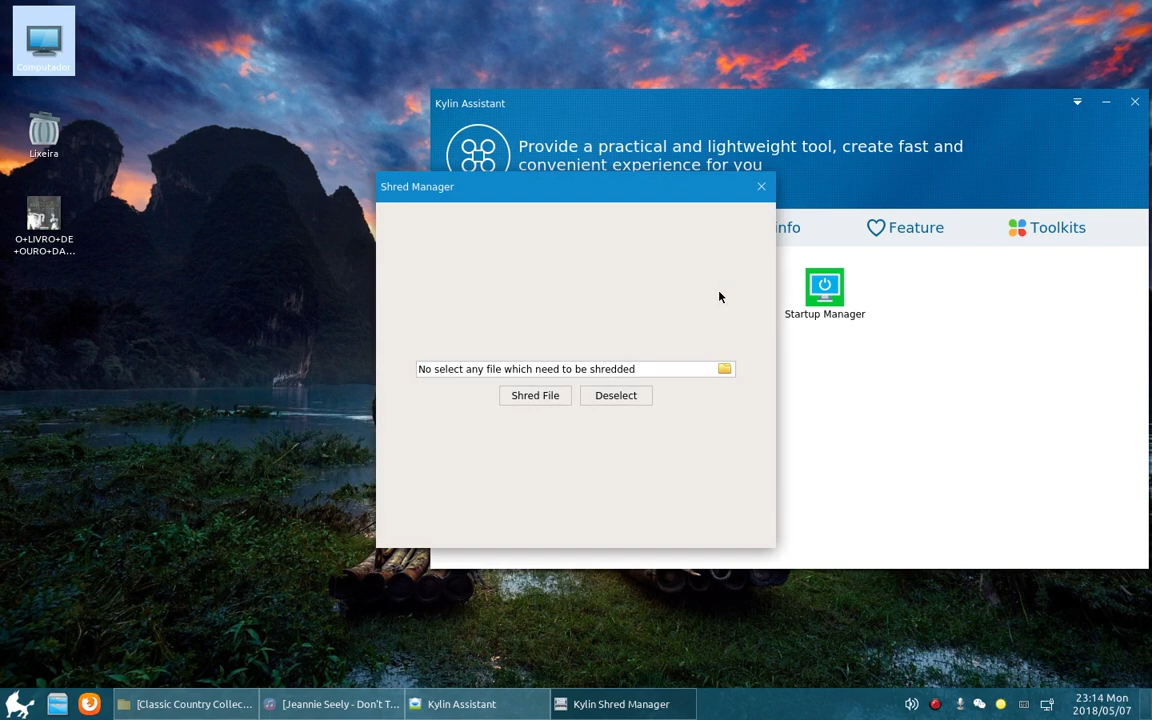 Computador
Lixeira
O+LIVRO+DE
+OURO+DA...
Kylin Assistant
Provide a practical and lightweight tool, create fast and
convenient experience for you
info
Feature
Toolkits
Startup Manager
Shred Manager
No select any file which need to be shredded
Shred File
Deselect
[Classic Country Collec...
[Jeannie Seely - Don't T...
Kylin Assistant
Kylin Shred Manager
23:14 Mon
2018/05/07